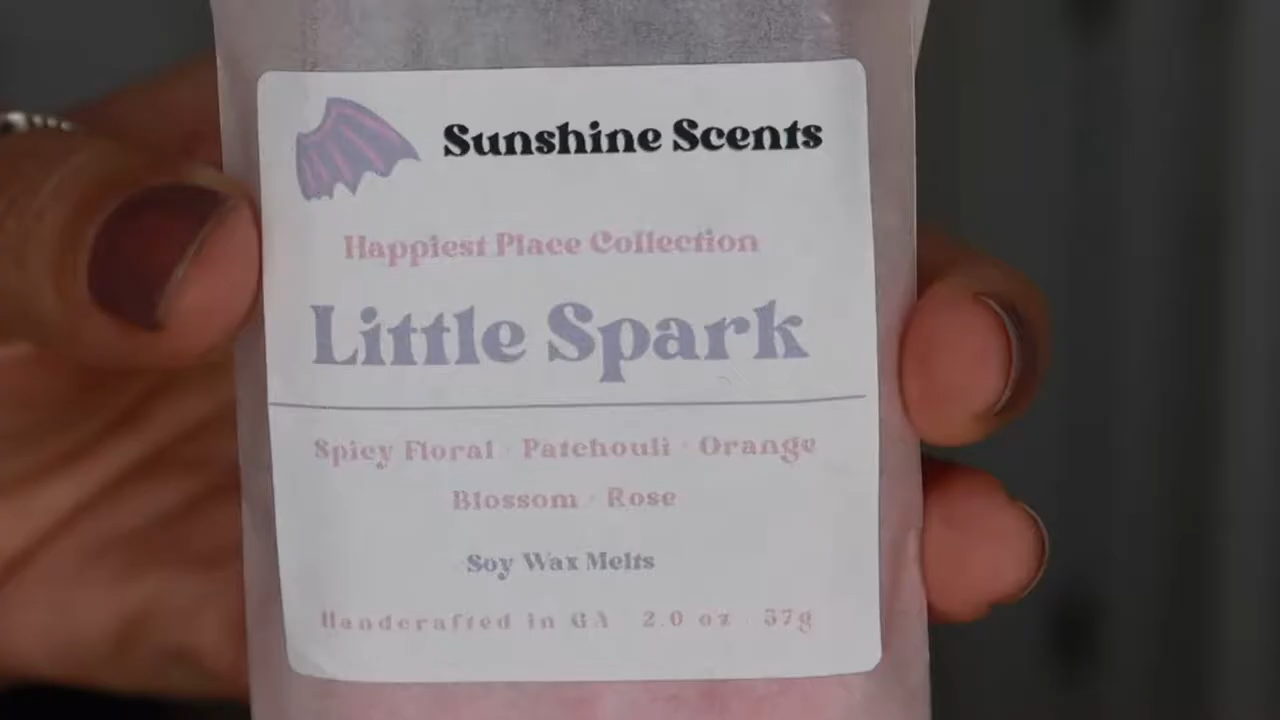 Sunshine Scents
Happiest Place Collection
Little Spark
Spicy Floral · Patchouli · Orange
Blossom · Rose
Soy Wax Melts
Handcrafted in GA 2.0 oz · 57g